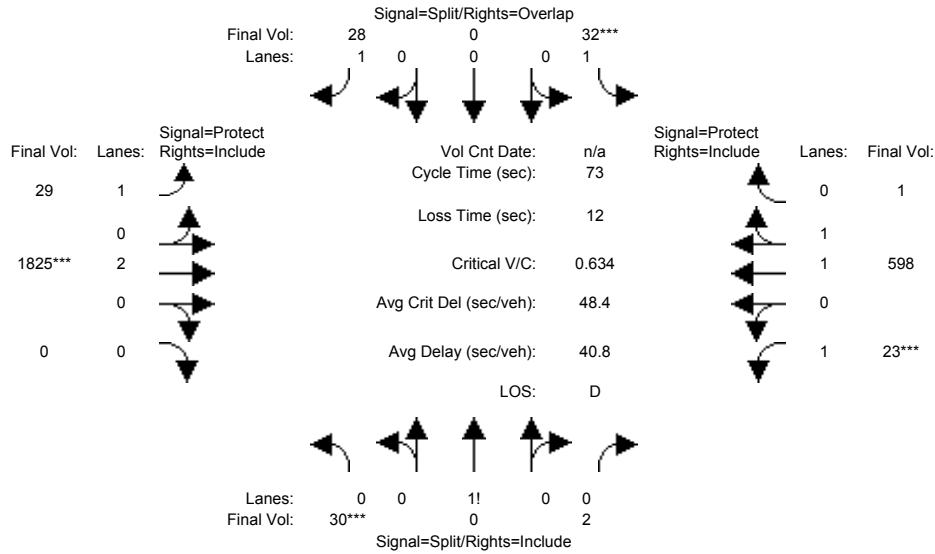 Signal=Split/Rights=Overlap
Final Vol: 28 0 32***
Lanes: 1 0 0 0 1
Signal=Protect
Final Vol: Lanes: Rights=Include
Vol Cnt Date: n/a
Signal=Protect
Rights=Include Lanes: Final Vol:
Cycle Time (sec): 73
29 1
0 1
Loss Time (sec): 12
0
1
1825*** 2
Critical V/C: 0.634
1 598
0
Avg Crit Del (sec/veh): 48.4
0
0 0
Avg Delay (sec/veh): 40.8
1 23***
LOS: D
Lanes: 0 0 1! 0 0
Final Vol: 30*** 0 2
Signal=Split/Rights=Include